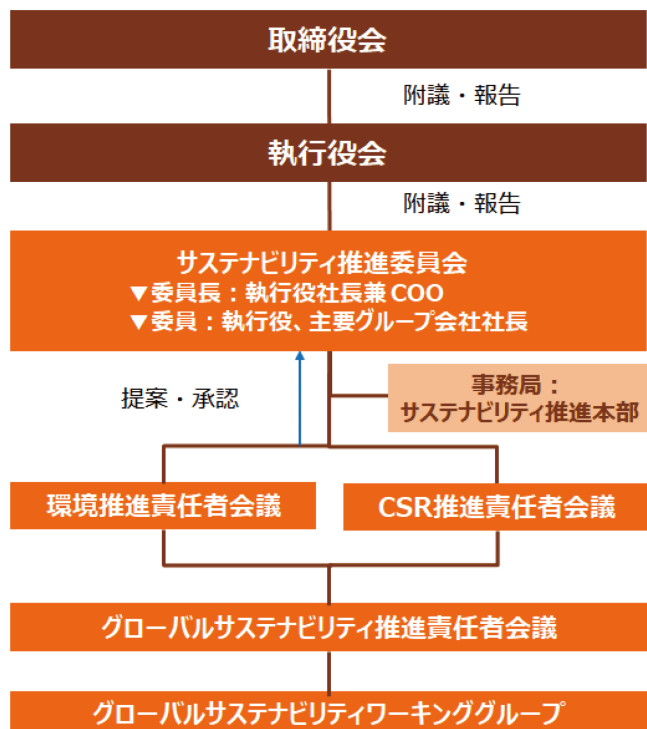 取締役会
附議・報告
執行役会
附議・報告
サステナビリティ推進委員会
▼委員長：執行役社長兼COO
▼委員：執行役、主要グループ会社社長
提案・承認
事務局：
サステナビリティ推進本部
環境推進責任者会議
CSR推進責任者会議
グローバルサステナビリティ推進責任者会議
グローバルサステナビリティワーキンググループ